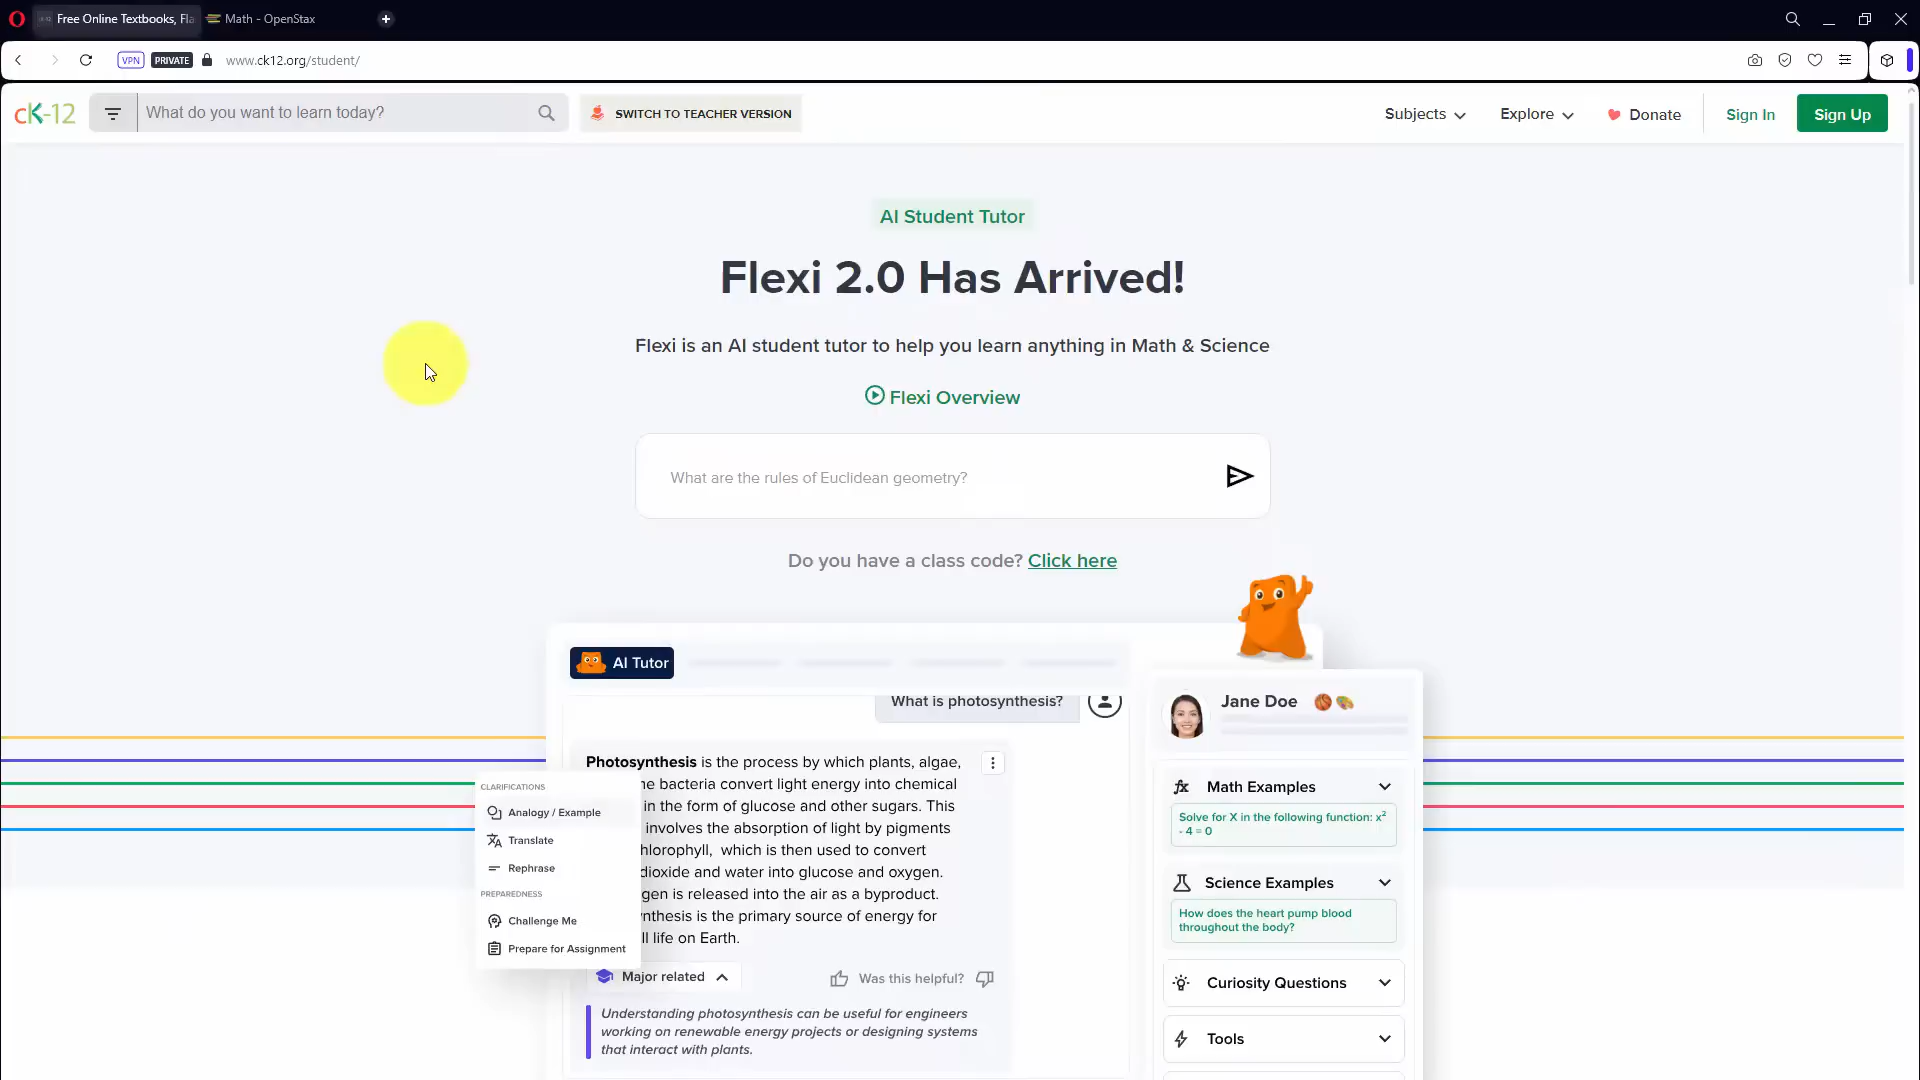 Free Online Textbooks, Fla
Math - OpenStax
VPN
PRIVATE
www.ck12.org/student/
cK-12
What do you want to learn today?
SWITCH TO TEACHER VERSION
Subjects
Explore
Donate
Sign In
Sign Up
AI Student Tutor
Flexi 2.0 Has Arrived!
Flexi is an AI student tutor to help you learn anything in Math & Science
Flexi Overview
What are the rules of Euclidean geometry?
Do you have a class code? Click here
AI Tutor
What is photosynthesis?
Photosynthesis is the process by which plants, algae,
ne bacteria convert light energy into chemical
in the form of glucose and other sugars. This
involves the absorption of light by pigments
hlorophyll, which is then used to convert
dioxide and water into glucose and oxygen.
gen is released into the air as a byproduct.
nthesis is the primary source of energy for
ll life on Earth.
CLARIFICATIONS
Analogy / Example
Translate
Rephrase
PREPAREDNESS
Challenge Me
Prepare for Assignment
Major related
Was this helpful?
Understanding photosynthesis can be useful for engineers
working on renewable energy projects or designing systems
that interact with plants.
Jane Doe
Math Examples
Solve for X in the following function: x²
- 4 = 0
Science Examples
How does the heart pump blood
throughout the body?
Curiosity Questions
Tools